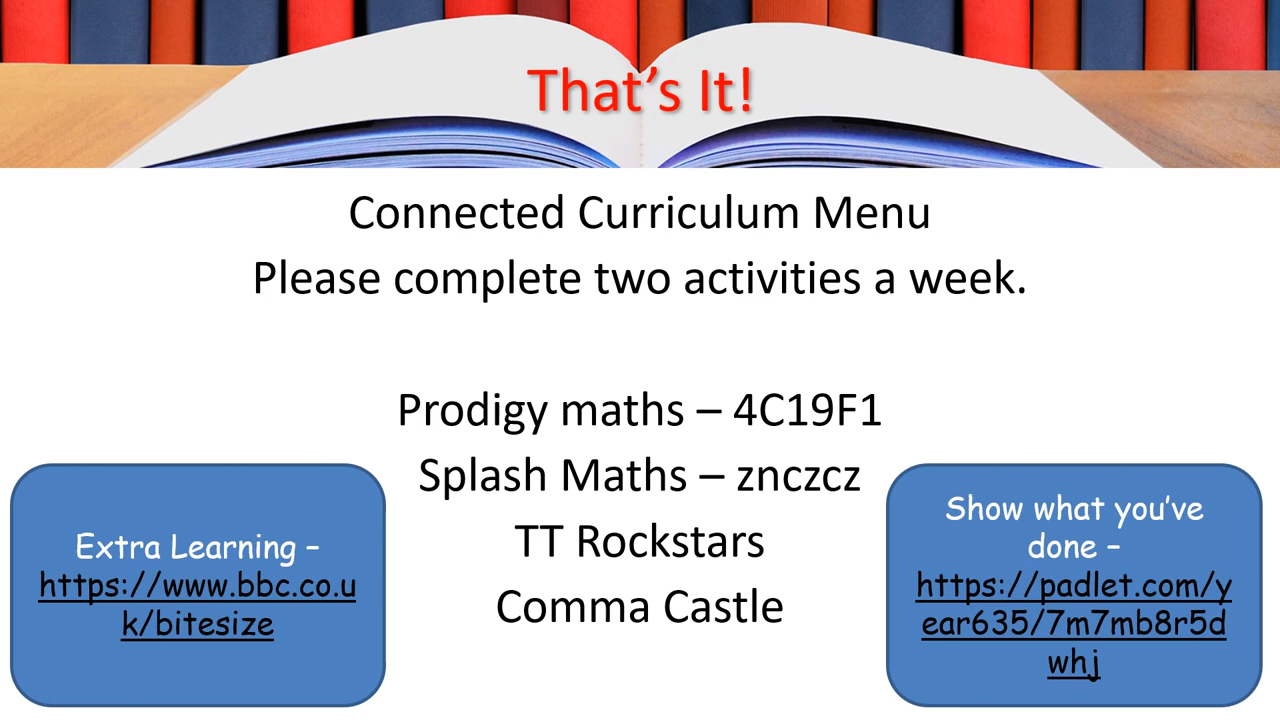 That’s It!
Connected Curriculum Menu
Please complete two activities a week.
Prodigy maths – 4C19F1
Splash Maths – znczcz
TT Rockstars
Comma Castle
Extra Learning –
https://www.bbc.co.u
k/bitesize
Show what you’ve
done –
https://padlet.com/y
ear635/7m7mb8r5d
whj